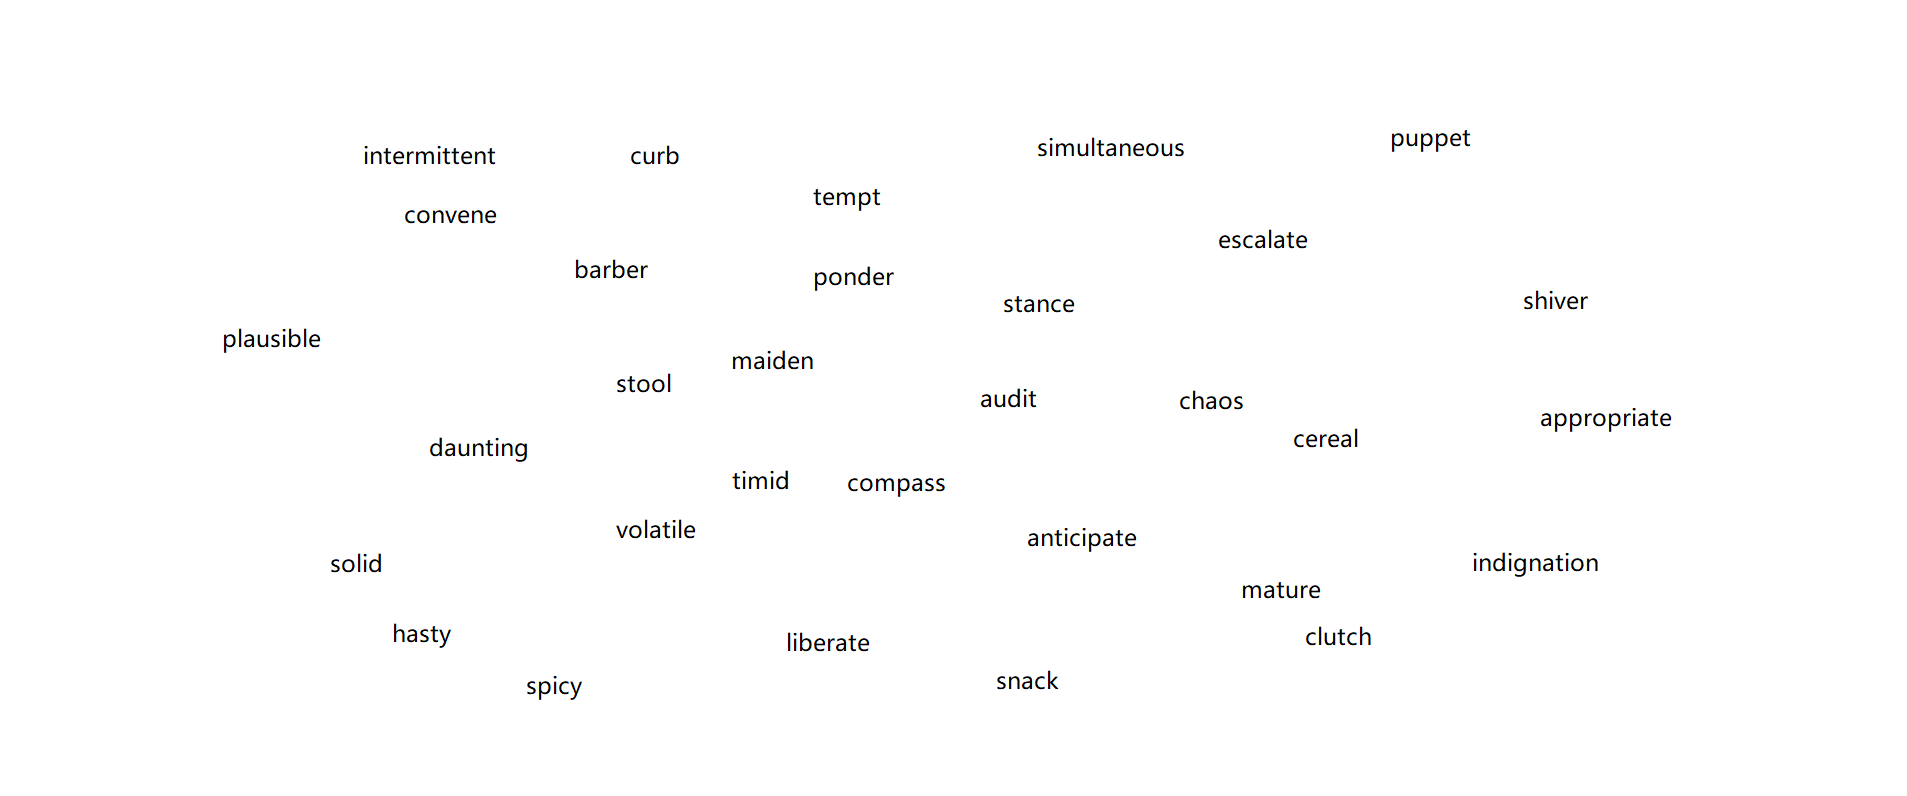 puppet
simultaneous
intermittent
curb
tempt
convene
escalate
barber
ponder
shiver
stance
plausible
maiden
stool
audit
chaos
appropriate
cereal
daunting
timid
compass
volatile
anticipate
indignation
solid
mature
hasty
clutch
liberate
snack
spicy